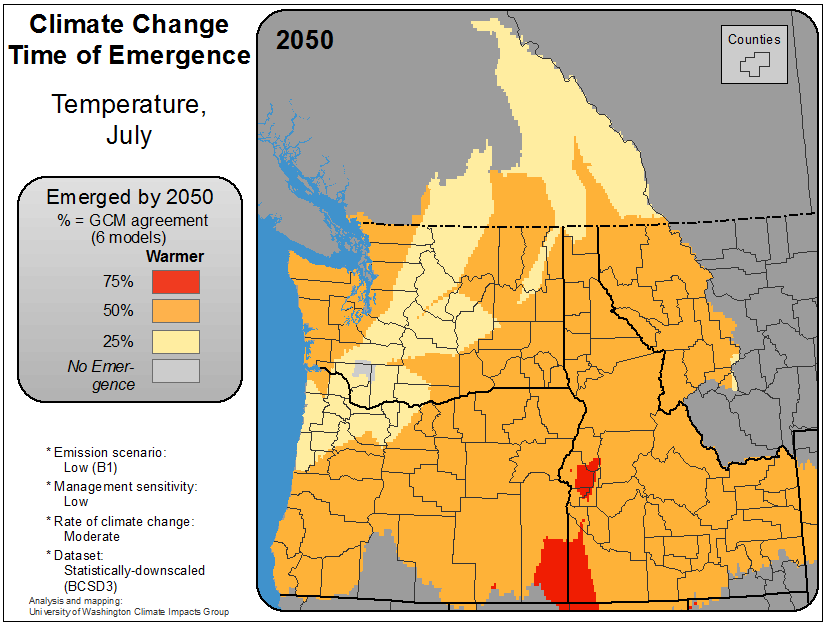 Climate Change
Time of Emergence
Temperature,
July
Emerged by 2050
% = GCM agreement
(6 models)
Warmer
75%
50%
25%
No Emer-
gence
* Emission scenario:
Low (B1)
* Management sensitivity:
Low
* Rate of climate change:
Moderate
* Dataset:
Statistically-downscaled
(BCSD3)
Analysis and mapping:
University of Washington Climate Impacts Group
2050
Counties